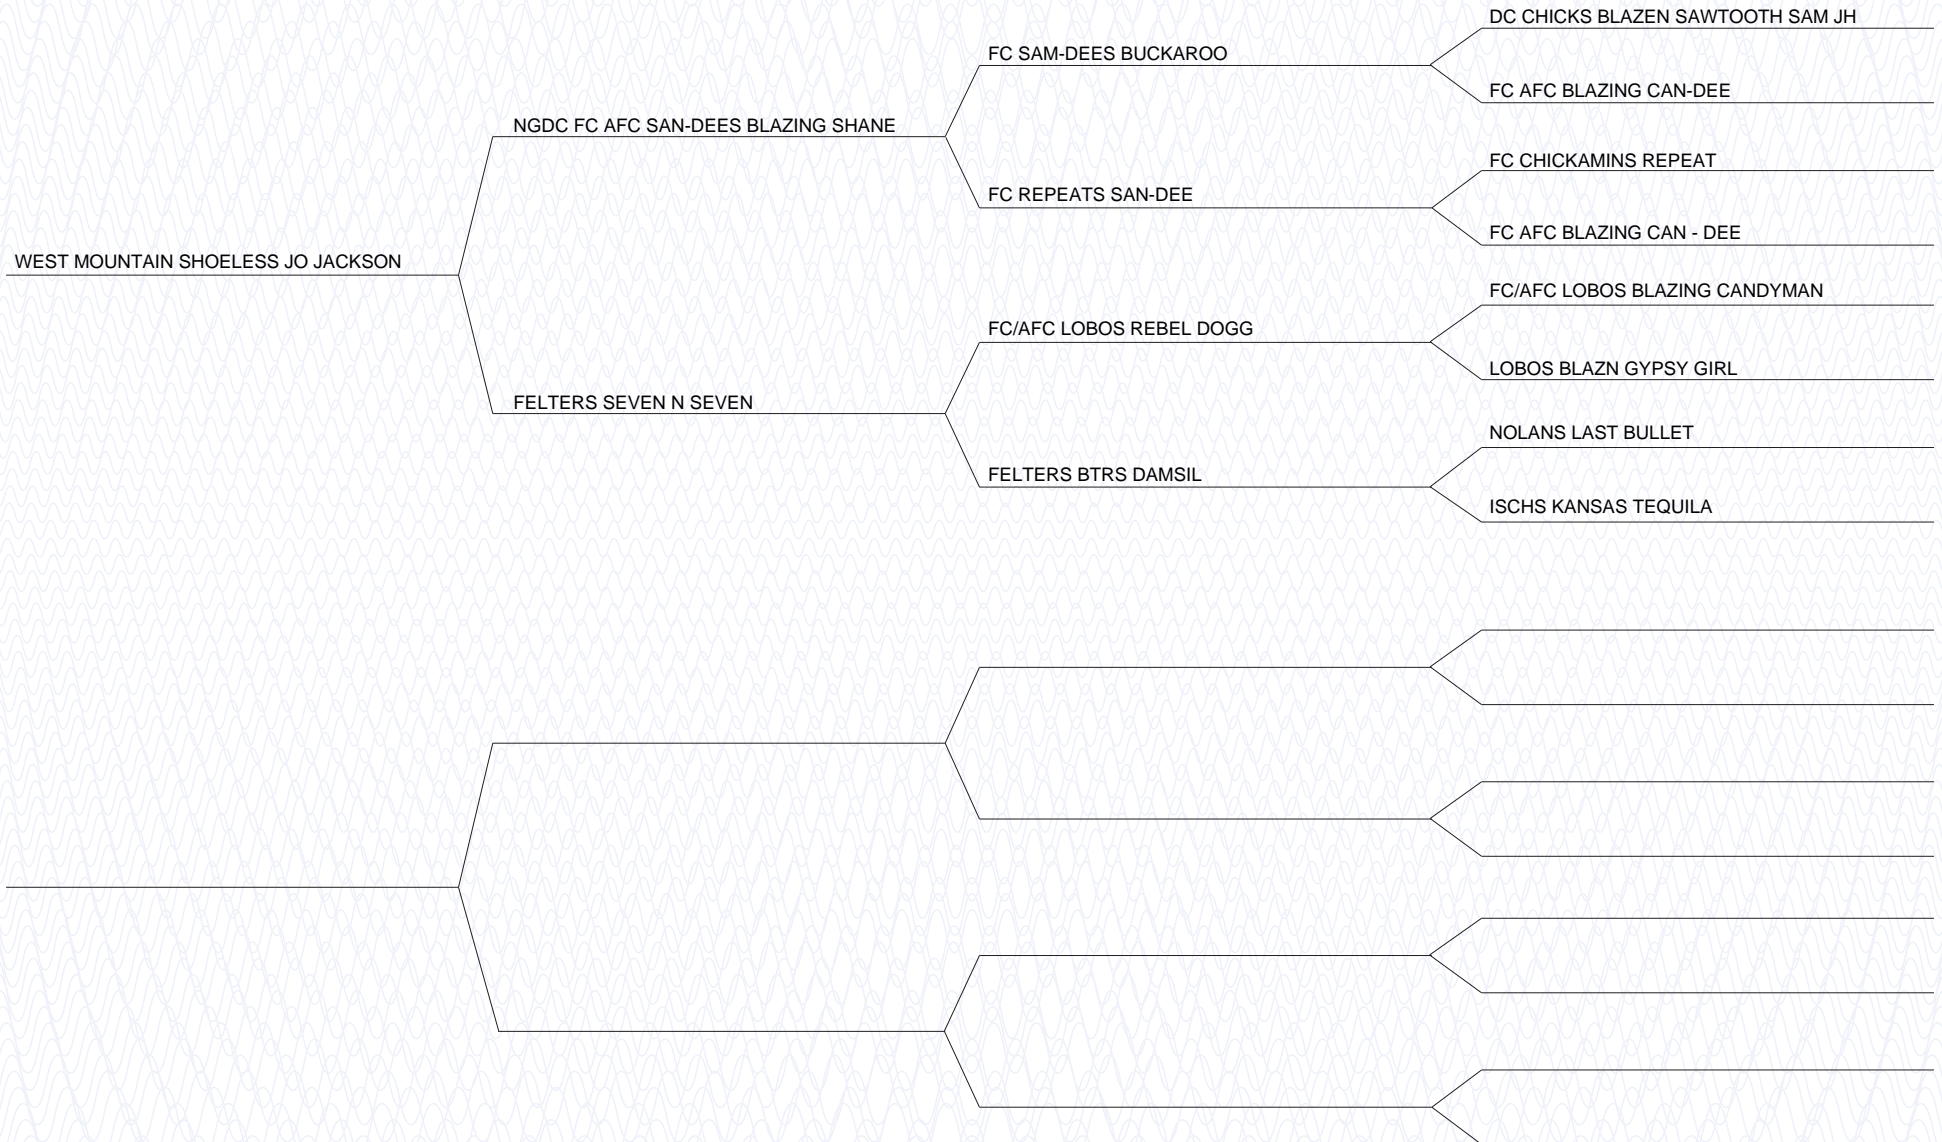 DC CHICKS BLAZEN SAWTOOTH SAM JH
FC SAM-DEES BUCKAROO
FC AFC BLAZING CAN-DEE
NGDC FC AFC SAN-DEES BLAZING SHANE
FC CHICKAMINS REPEAT
FC REPEATS SAN-DEE
FC AFC BLAZING CAN - DEE
WEST MOUNTAIN SHOELESS JO JACKSON
FC/AFC LOBOS BLAZING CANDYMAN
FC/AFC LOBOS REBEL DOGG
LOBOS BLAZN GYPSY GIRL
FELTERS SEVEN N SEVEN
NOLANS LAST BULLET
FELTERS BTRS DAMSIL
ISCHS KANSAS TEQUILA